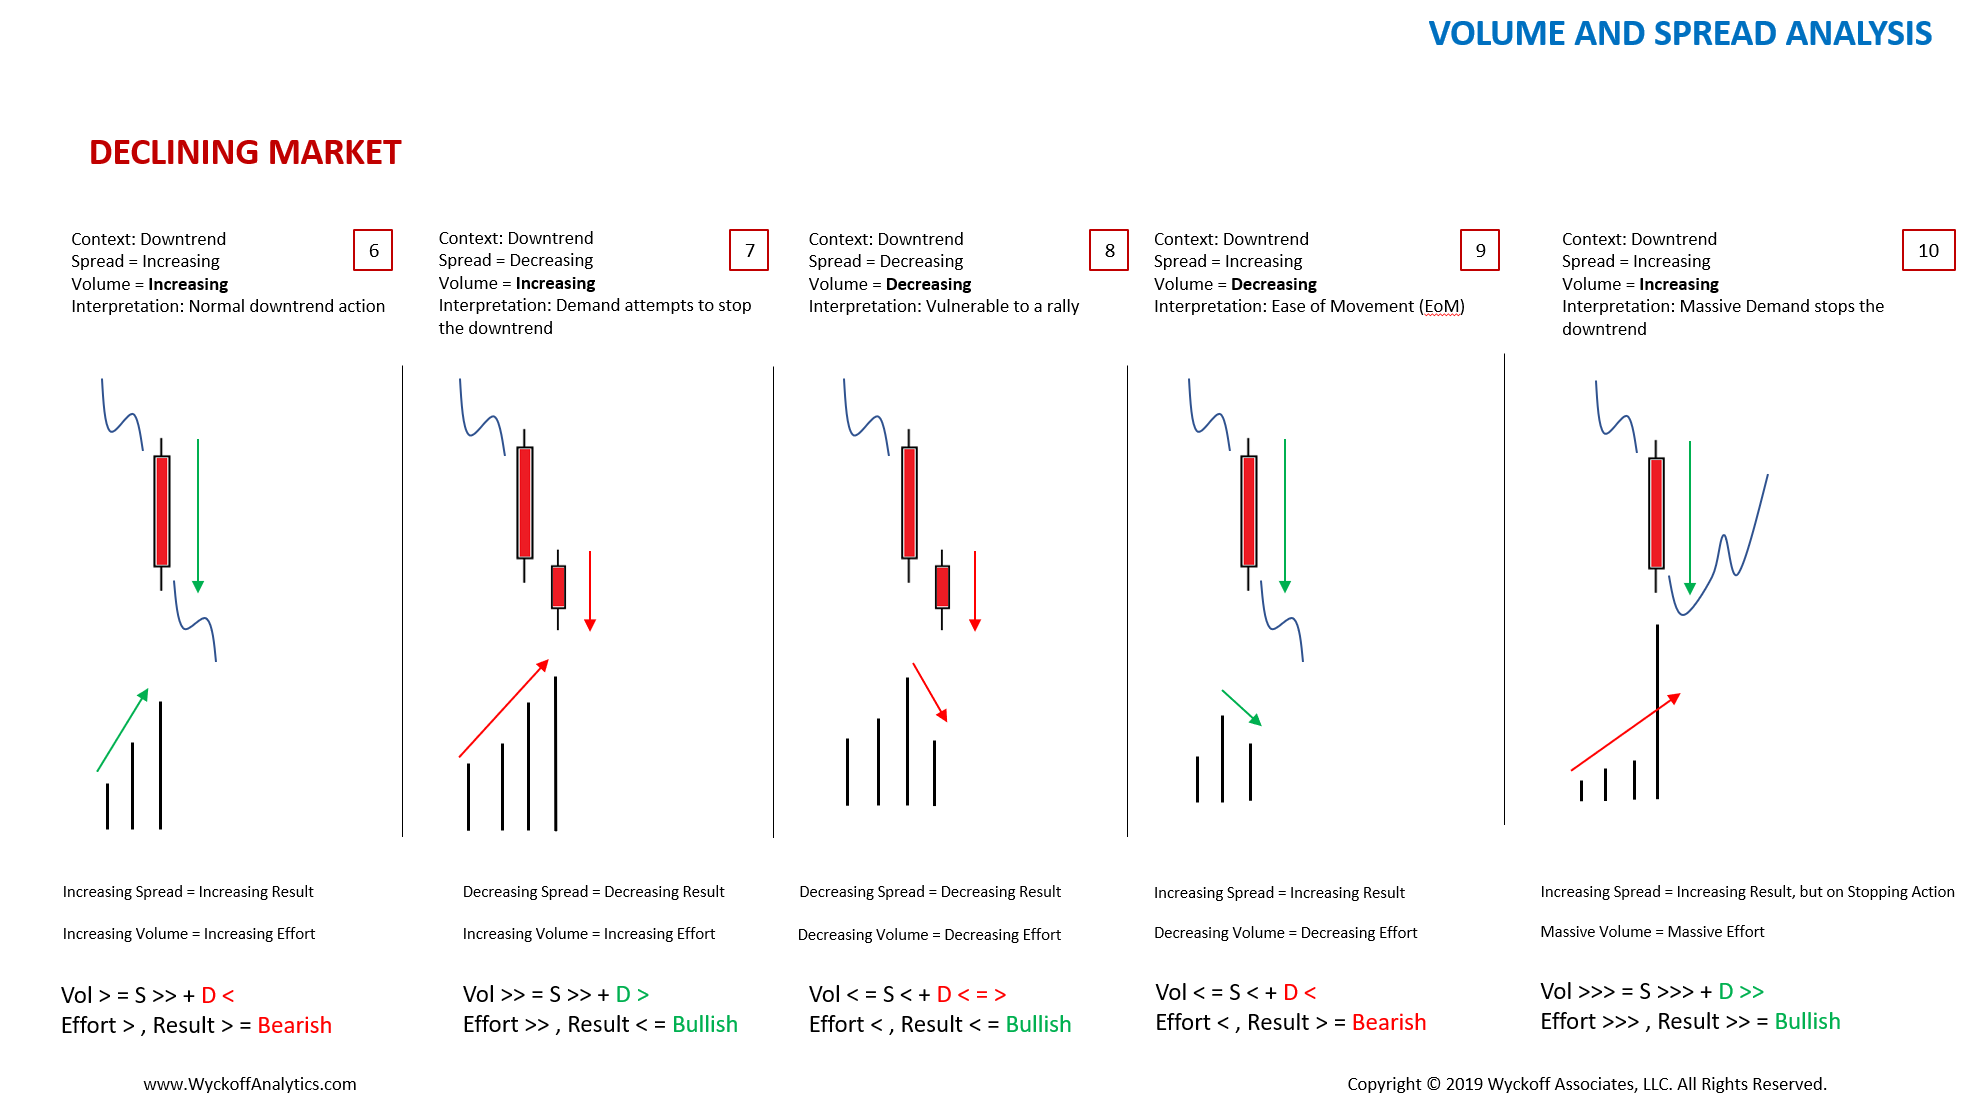 VOLUME AND SPREAD ANALYSIS
DECLINING MARKET
Context: Downtrend
Spread = Increasing
Volume = Increasing
Interpretation: Normal downtrend action
6
Context: Downtrend
Spread = Decreasing
Volume = Increasing
Interpretation: Demand attempts to stop
the downtrend
7
Context: Downtrend
Spread = Decreasing
Volume = Decreasing
Interpretation: Vulnerable to a rally
8
Context: Downtrend
Spread = Increasing
Volume = Decreasing
Interpretation: Ease of Movement (EoM)
9
Context: Downtrend
Spread = Increasing
Volume = Increasing
Interpretation: Massive Demand stops the
downtrend
10
Increasing Spread = Increasing Result
Increasing Volume = Increasing Effort
Vol > = S >> + D <
Effort > , Result > = Bearish
Decreasing Spread = Decreasing Result
Increasing Volume = Increasing Effort
Vol >> = S >> + D >
Effort >> , Result < = Bullish
Decreasing Spread = Decreasing Result
Decreasing Volume = Decreasing Effort
Vol < = S < + D < = >
Effort < , Result < = Bullish
Increasing Spread = Increasing Result
Decreasing Volume = Decreasing Effort
Vol < = S < + D <
Effort < , Result > = Bearish
Increasing Spread = Increasing Result, but on Stopping Action
Massive Volume = Massive Effort
Vol >>> = S >>> + D >>
Effort >>> , Result >> = Bullish
www.WyckoffAnalytics.com
Copyright © 2019 Wyckoff Associates, LLC. All Rights Reserved.